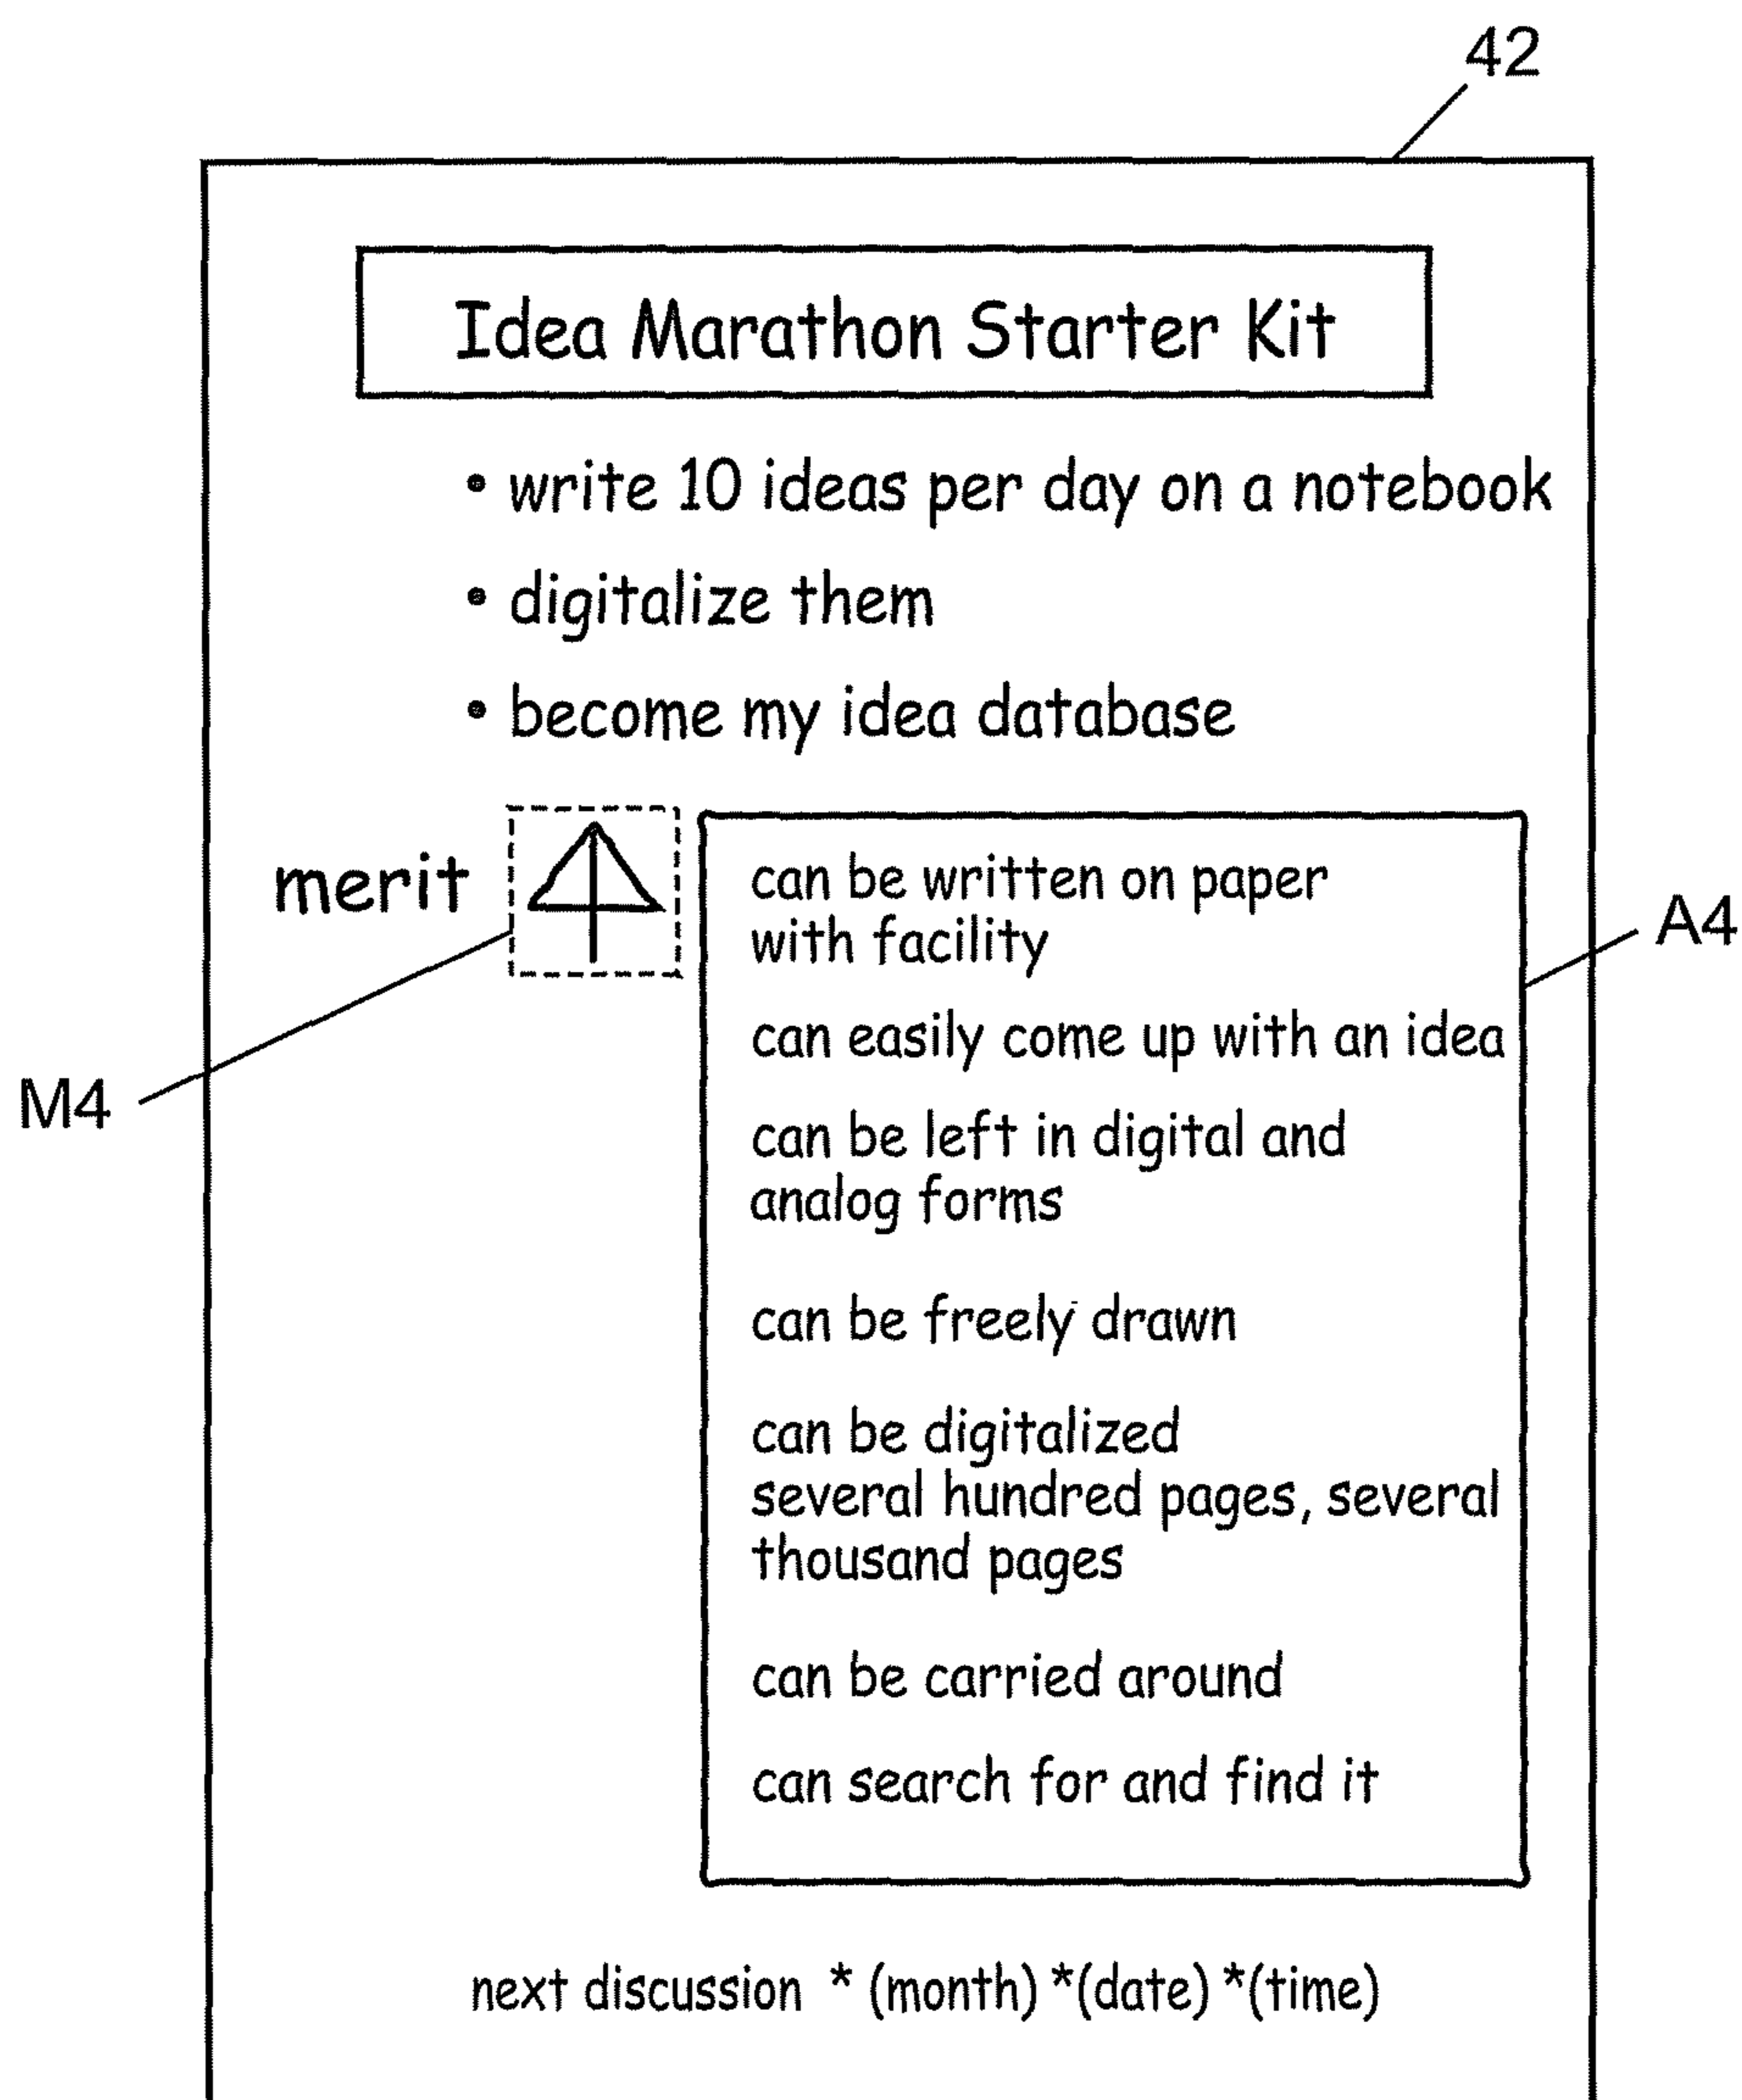 42
Idea Marathon Starter Kit
• write 10 ideas per day on a notebook
• digitalize them
• become my idea database
merit
can be written on paper
with facility
A4
can easily come up with an idea
M4
can be left in digital and
analog forms
can be freely drawn
can be digitalized
several hundred pages, several
thousand pages
can be carried around
can search for and find it
next discussion * (month) *(date) *(time)